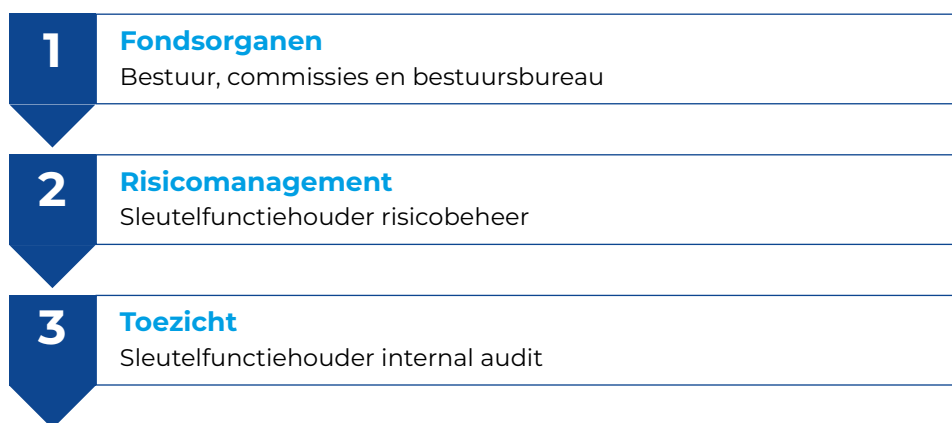 1
Fondsorganen
Bestuur, commissies en bestuursbureau
2
Risicomanagement
Sleutelfunctiehouder risicobeheer
3
Toezicht
Sleutelfunctiehouder internal audit